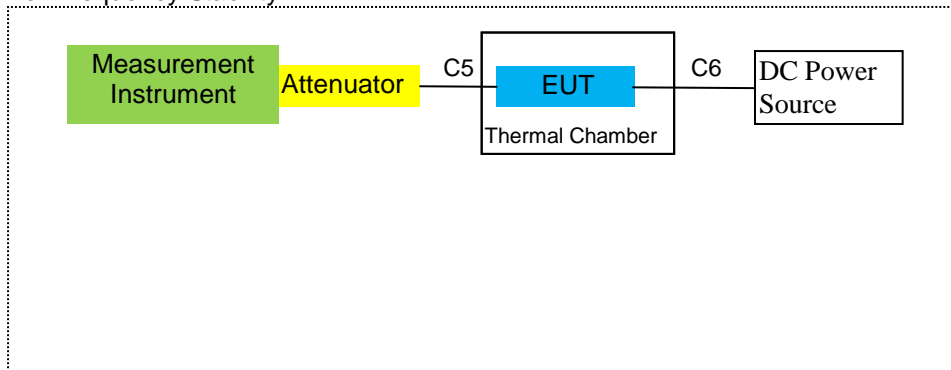 Measurement
Instrument
Attenuator
C5
EUT
C6
DC Power
Source
Thermal Chamber